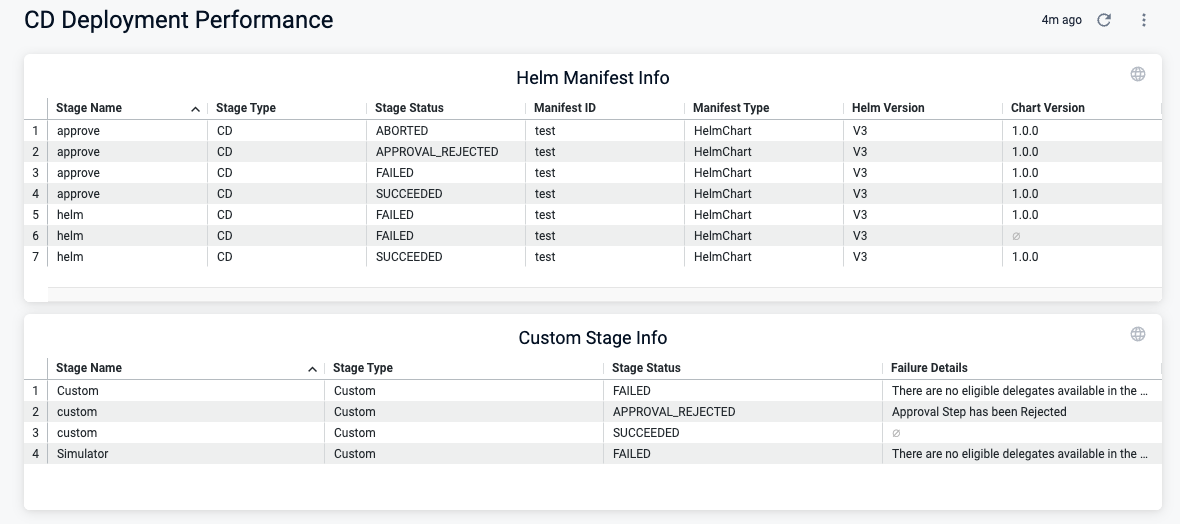 CD Deployment Performance
4m ago
Helm Manifest Info
Stage Name Stage Type Stage Status Manifest ID Manifest Type Helm Version Chart Version
1 approve CD ABORTED test HelmChart V3 1.0.0
2 approve CD APPROVAL_REJECTED test HelmChart V3 1.0.0
3 approve CD FAILED test HelmChart V3 1.0.0
4 approve CD SUCCEEDED test HelmChart V3 1.0.0
5 helm CD FAILED test HelmChart V3 1.0.0
6 helm CD FAILED test HelmChart V3 ∅
7 helm CD SUCCEEDED test HelmChart V3 1.0.0
Custom Stage Info
Stage Name Stage Type Stage Status Failure Details
1 Custom Custom FAILED There are no eligible delegates available in the ...
2 custom Custom APPROVAL_REJECTED Approval Step has been Rejected
3 custom Custom SUCCEEDED ∅
4 Simulator Custom FAILED There are no eligible delegates available in the ...